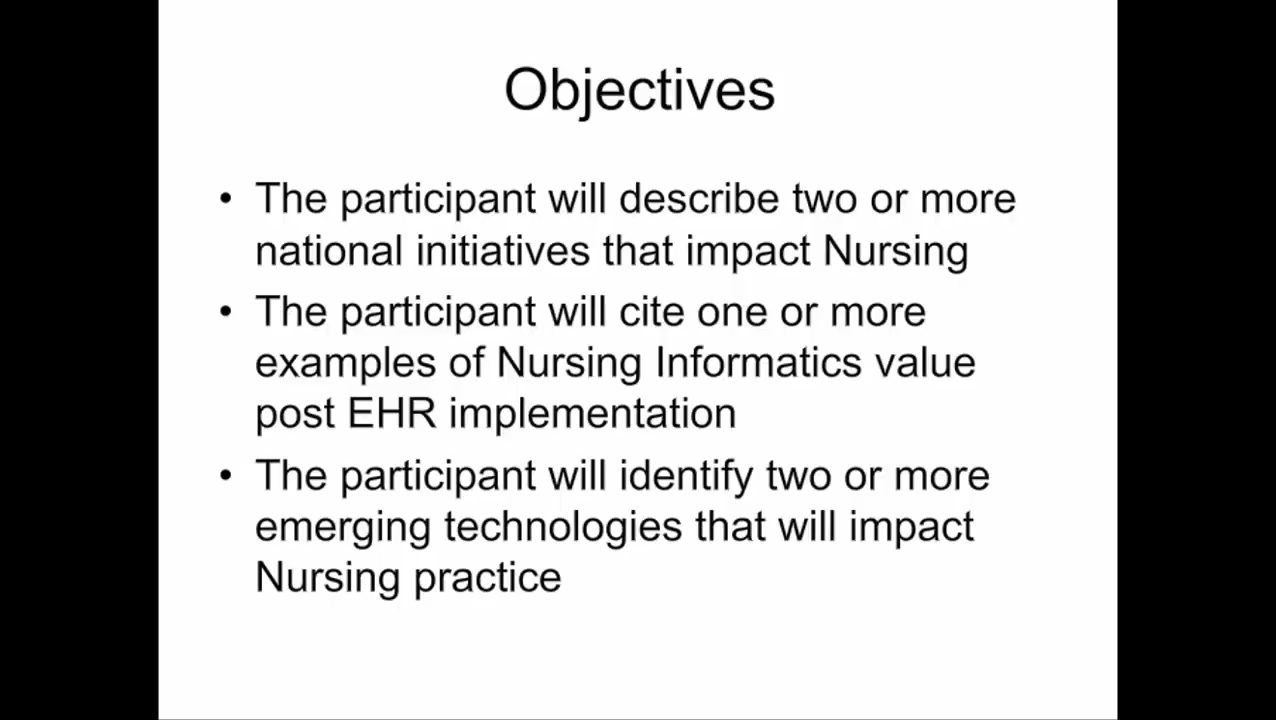 Objectives
• The participant will describe two or more
national initiatives that impact Nursing
• The participant will cite one or more
examples of Nursing Informatics value
post EHR implementation
• The participant will identify two or more
emerging technologies that will impact
Nursing practice